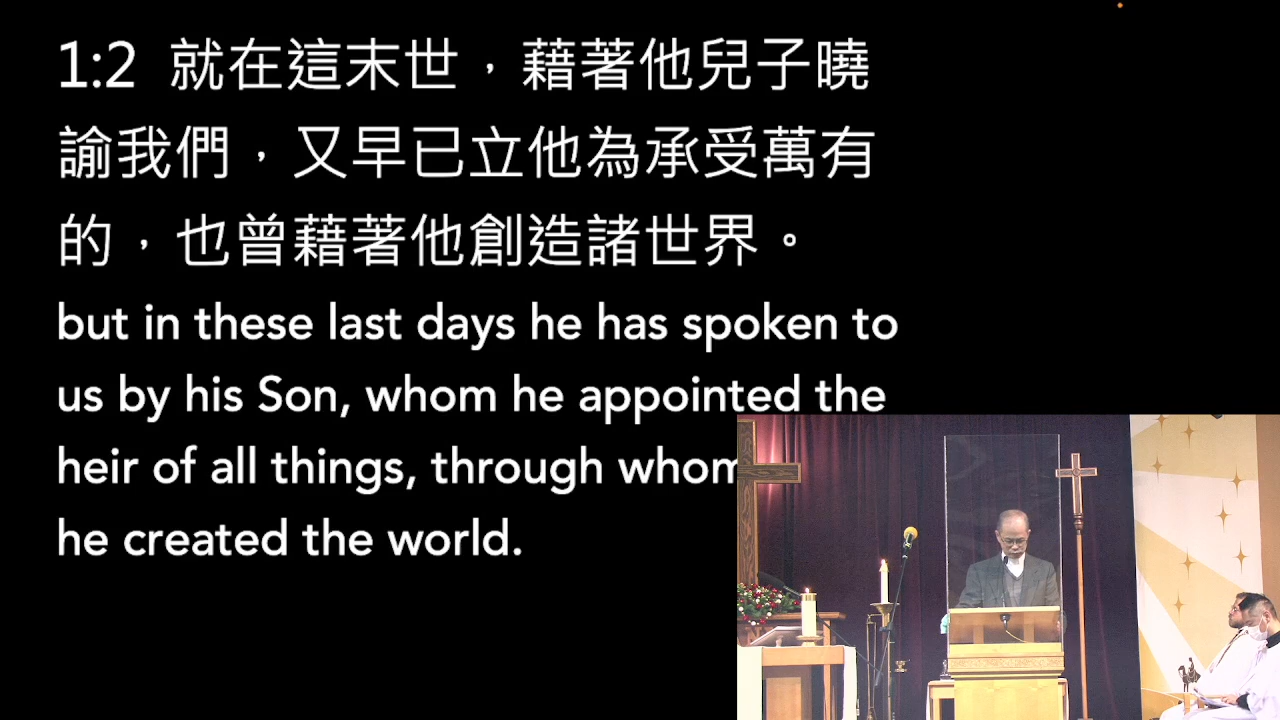 1:2 就在這末世，藉著他兒子曉
諭我們，又早已立他為承受萬有
的，也曾藉著他創造諸世界。
but in these last days he has spoken to
us by his Son, whom he appointed the
heir of all things, through whom
he created the world.